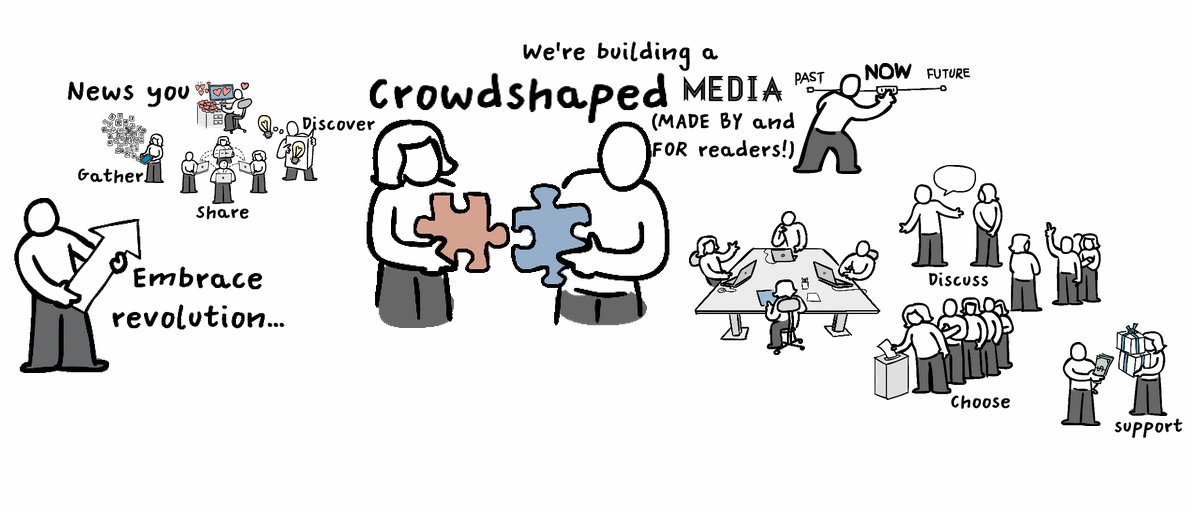 We're building a
Crowdshaped MEDIA
(MADE BY and
FOR readers!)
PAST NOW FUTURE
News you
Discover
Gather
Share
Embrace
revolution...
Discuss
Choose
support